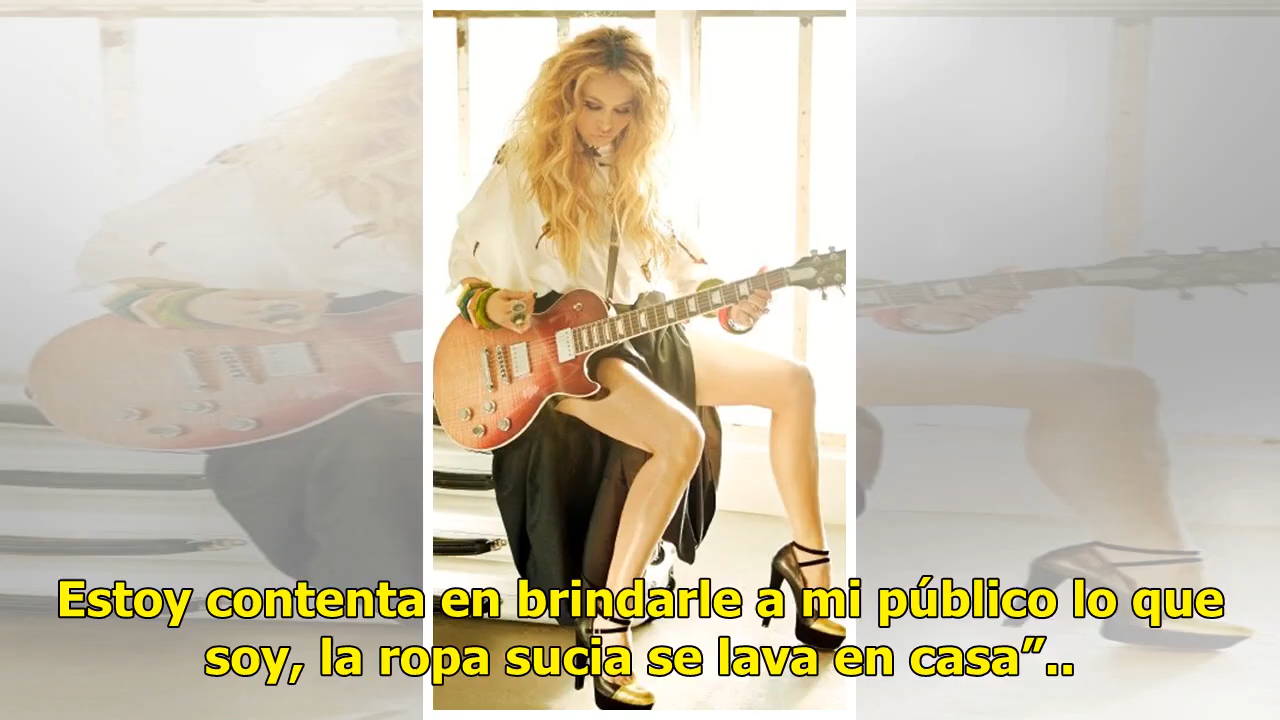 Estoy contenta en brindarle a mi público lo que
soy, la ropa sucia se lava en casa”..